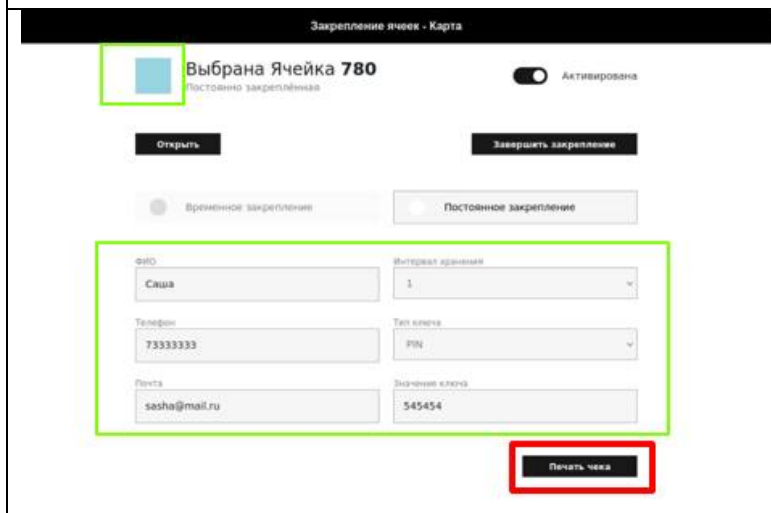 Закрепление ячеек - Карта
Выбрана Ячейка 780
Постоянно закреплённая
Активирована
Открыть
Завершить закрепление
Временное закрепление
Постоянное закрепление
ФИО
Интервал хранения
Саша
1
Телефон
Тип ключа
73333333
PIN
Почта
Значение ключа
sasha@mail.ru
545454
Печать чека